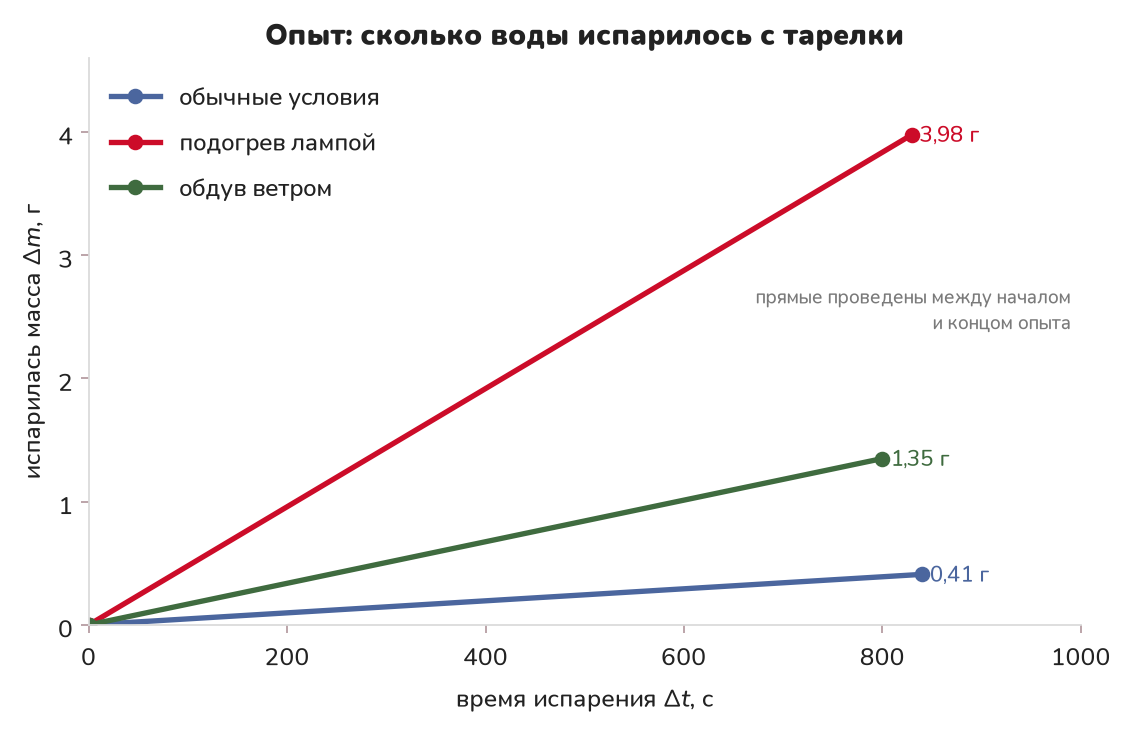 Опыт: сколько воды испарилось с тарелки
обычные условия
подогрев лампой
обдув ветром
испарилась масса Δm, г
4
3
2
1
0
3,98 г
прямые проведены между началом
и концом опыта
1,35 г
0,41 г
0 200 400 600 800 1000
время испарения Δt, с